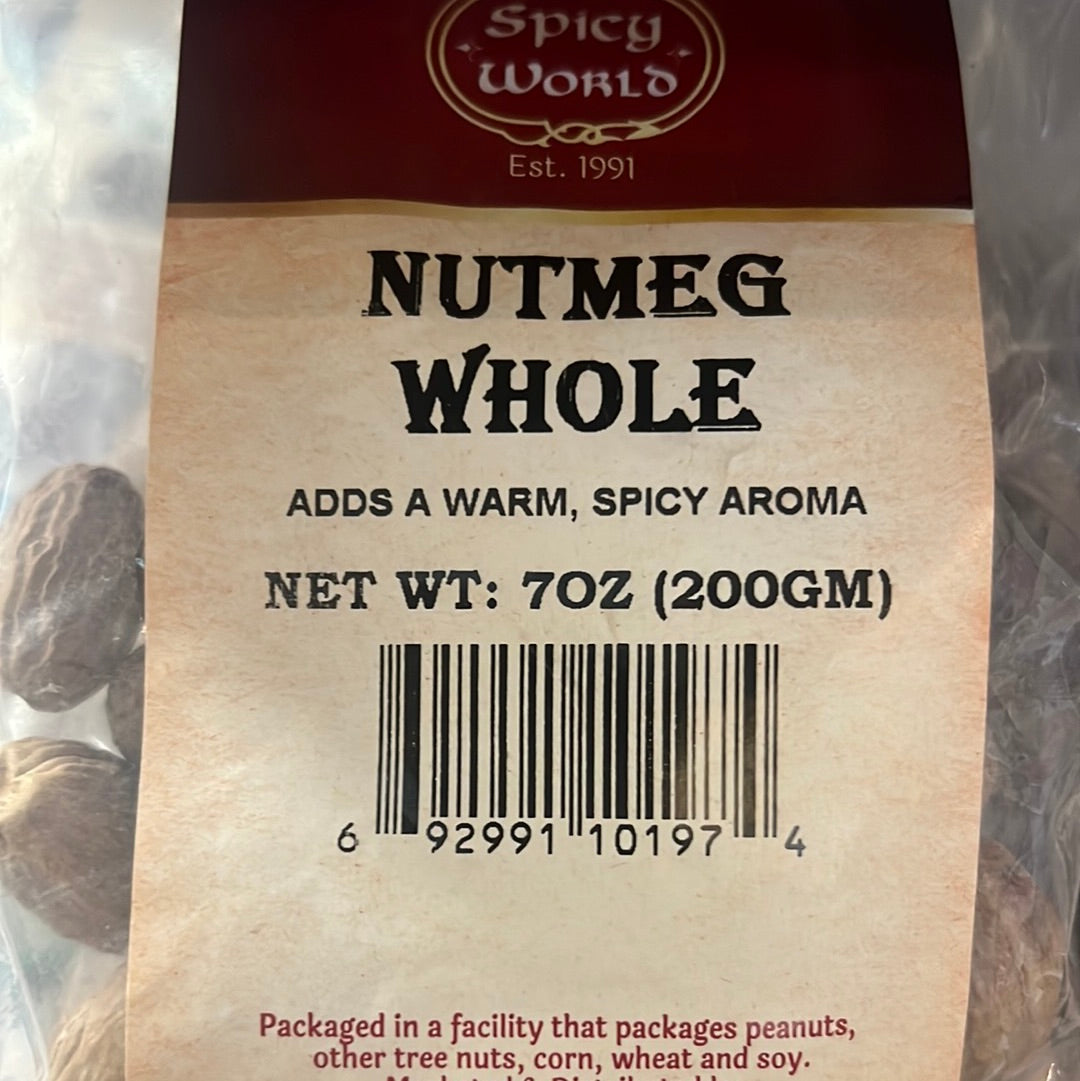 Spicy
World
Est. 1991
NUTMEG
WHOLE
ADDS A WARM, SPICY AROMA
NET WT: 7OZ (200GM)
6 92991 10197 4
Packaged in a facility that packages peanuts,
other tree nuts, corn, wheat and soy.